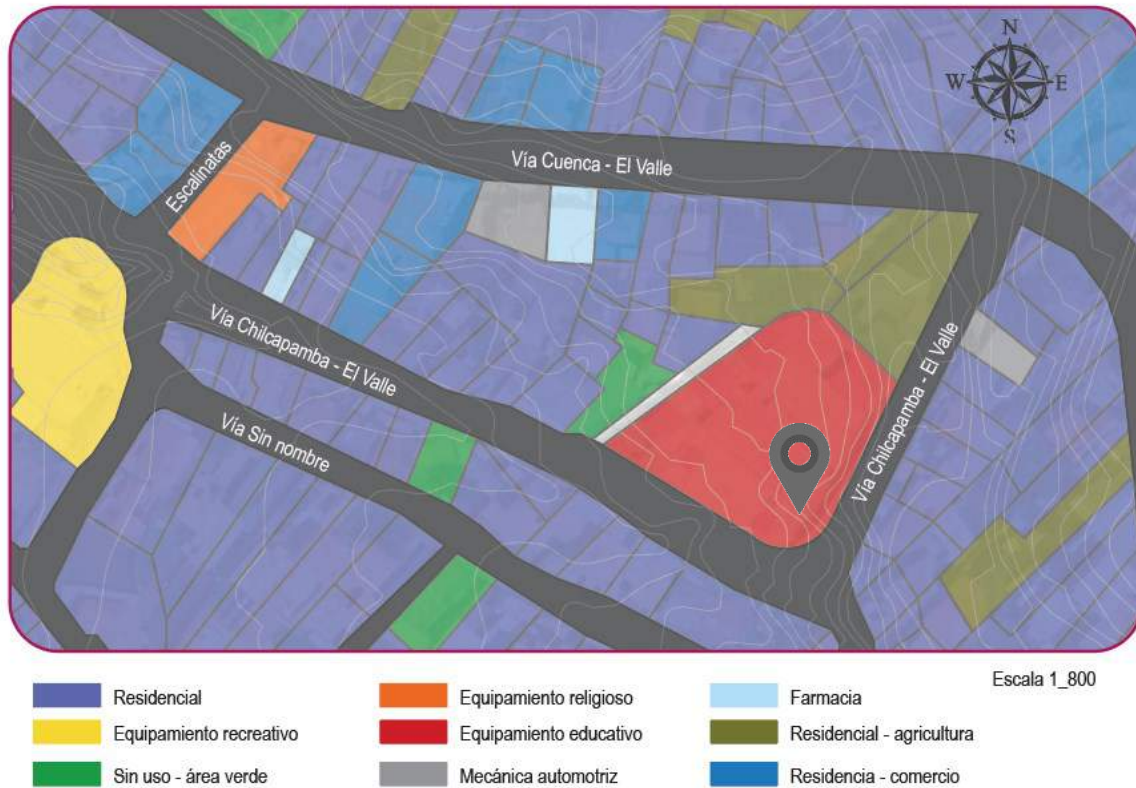 N
W
E
S
Escalinatas
Vía Cuenca - El Valle
Vía Chilcapamba - El Valle
Vía Chilcapamba - El Valle
Vía Sin nombre
Escala 1_800
Residencial
Equipamiento religioso
Farmacia
Equipamiento recreativo
Equipamiento educativo
Residencial - agricultura
Sin uso - área verde
Mecánica automotriz
Residencia - comercio